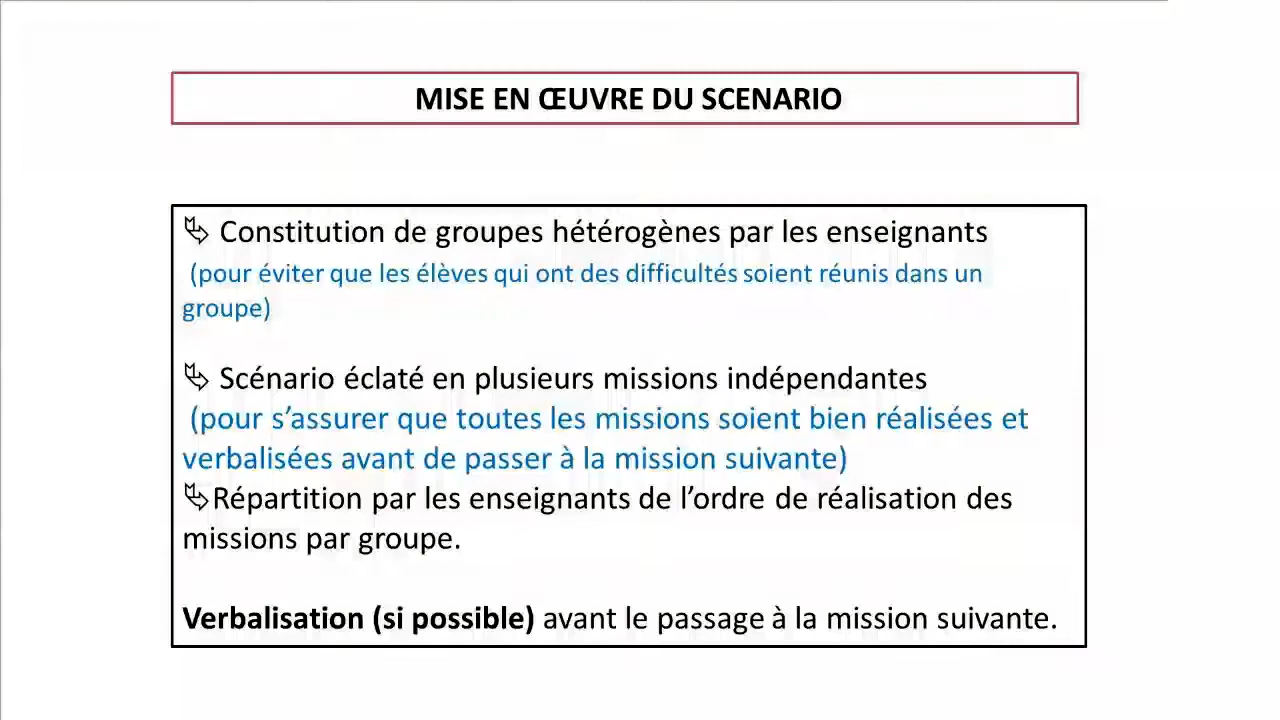 MISE EN ŒUVRE DU SCENARIO
Constitution de groupes hétérogènes par les enseignants
(pour éviter que les élèves qui ont des difficultés soient réunis dans un
groupe)
Scénario éclaté en plusieurs missions indépendantes
(pour s’assurer que toutes les missions soient bien réalisées et
verbalisées avant de passer à la mission suivante)
Répartition par les enseignants de l’ordre de réalisation des
missions par groupe.
Verbalisation (si possible) avant le passage à la mission suivante.